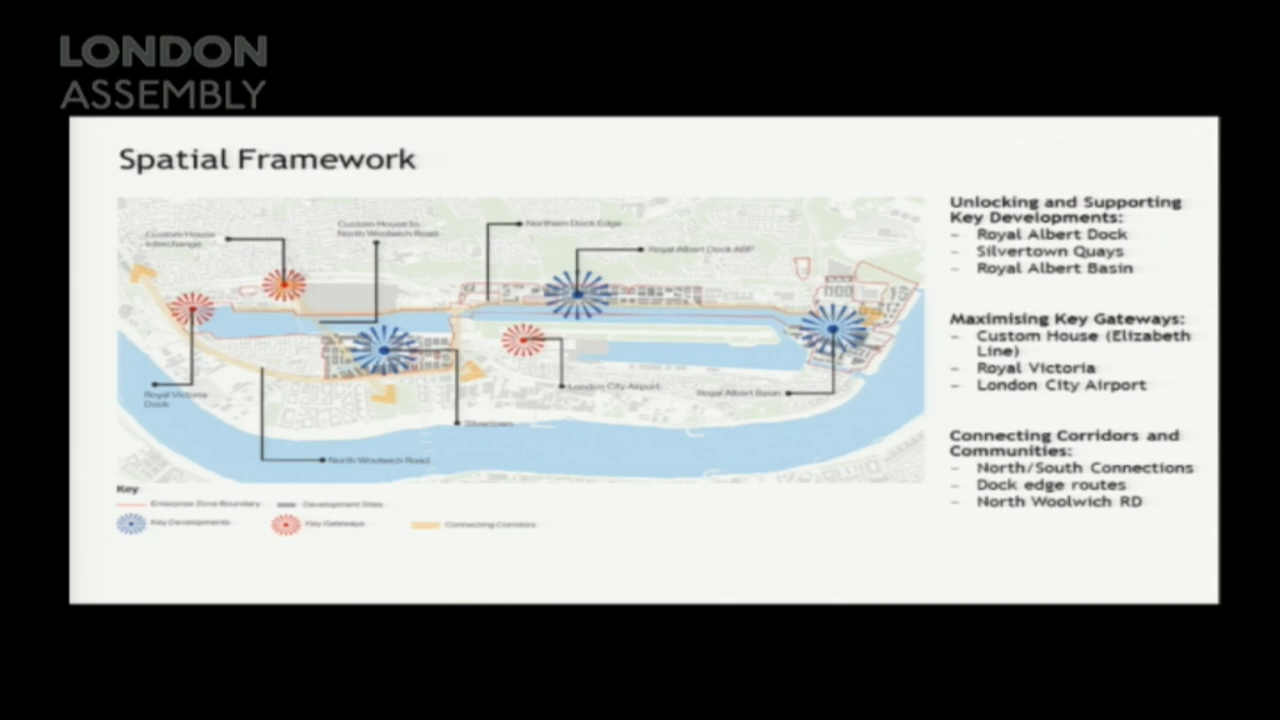 LONDON
ASSEMBLY
Spatial Framework
Custom House
Interchange
Custom House to
North Woolwich Road
Northern Dock Edge
Royal Albert Dock ABP
Royal Victoria
Dock
London City Airport
Royal Albert Basin
Silvertown
North Woolwich Road
Key
Enterprise Zone Boundary
Development Sites
Key Developments
Key Gateways
Connecting Corridors
Unlocking and Supporting
Key Developments:
- Royal Albert Dock
- Silvertown Quays
- Royal Albert Basin
Maximising Key Gateways:
- Custom House (Elizabeth
Line)
- Royal Victoria
- London City Airport
Connecting Corridors and
Communities:
- North/South Connections
- Dock edge routes
- North Woolwich RD